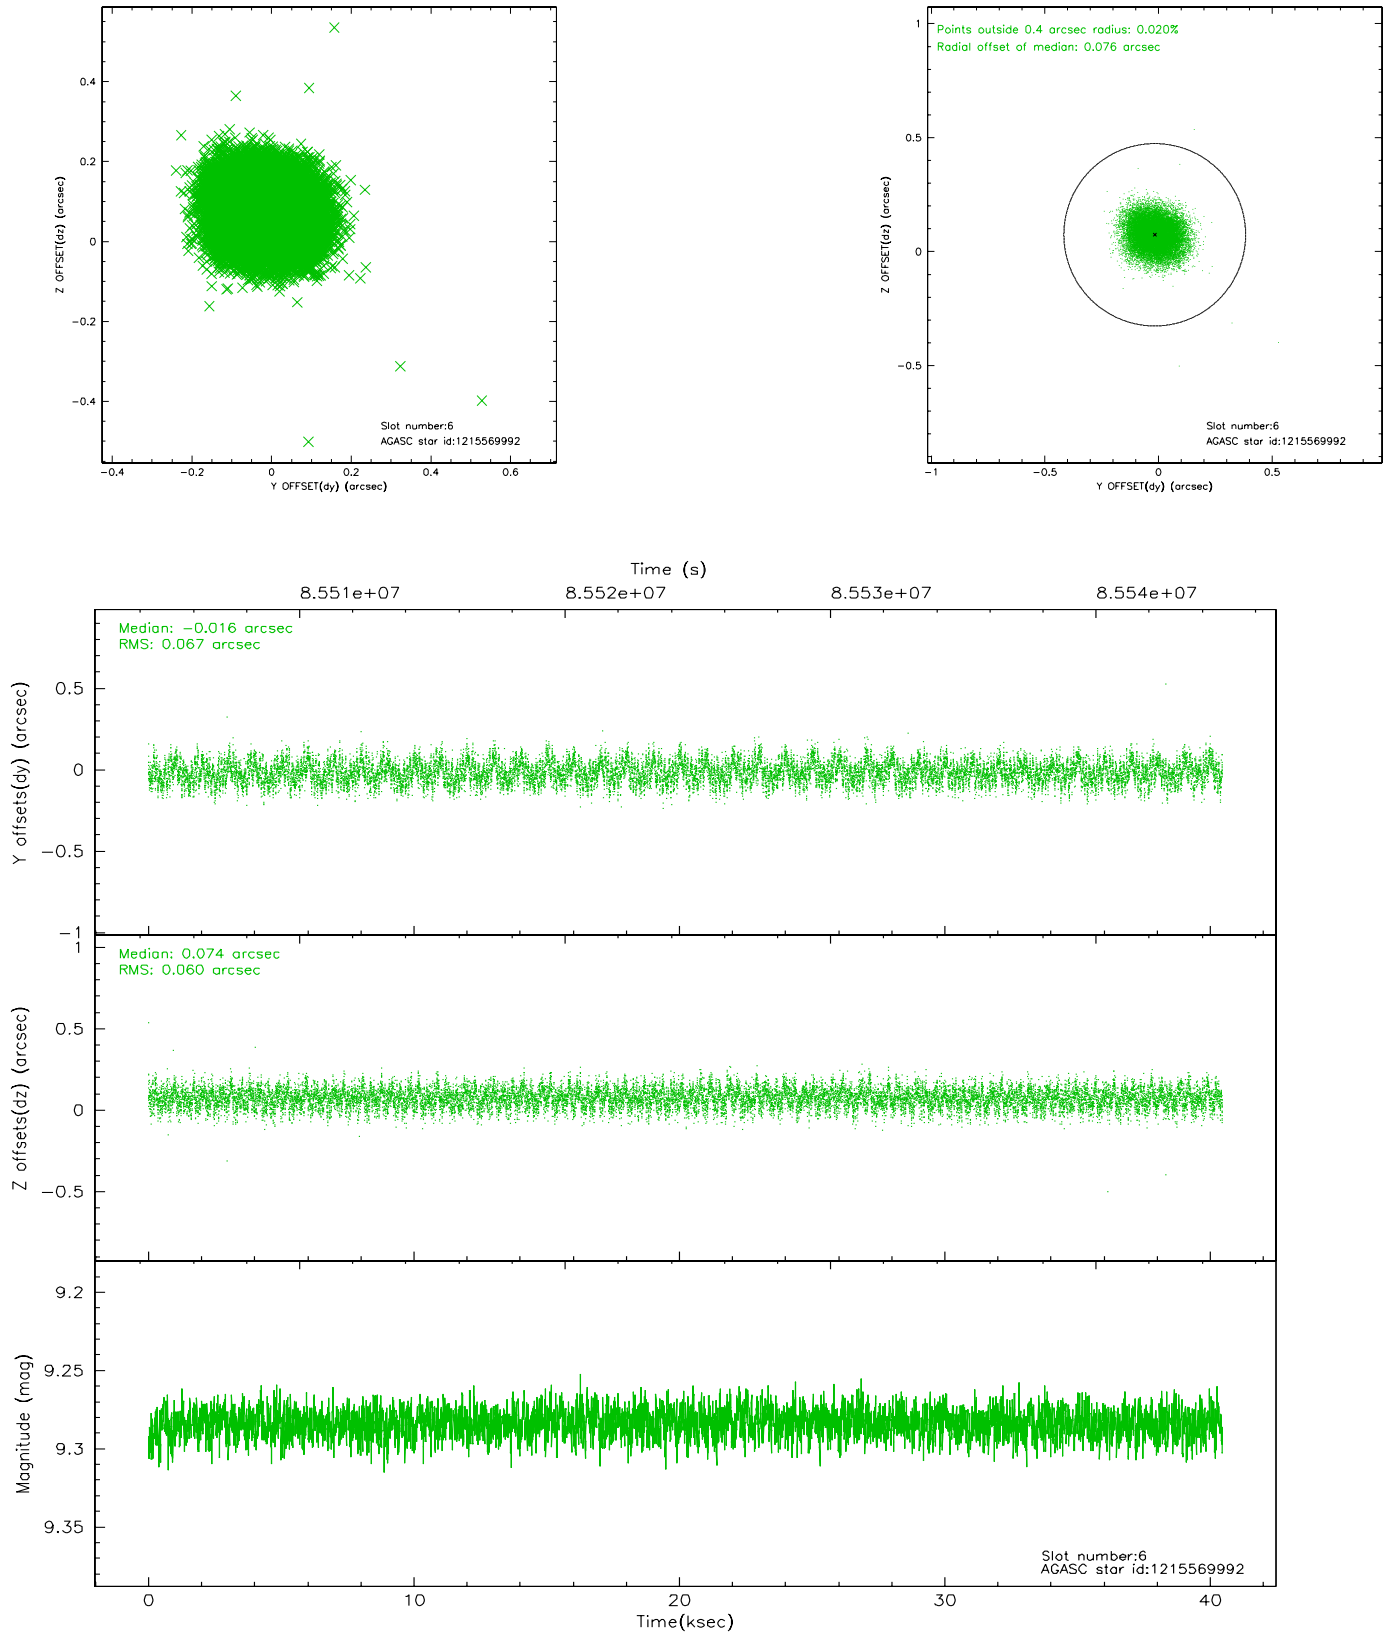 0.4
0.2
0
−0.2
−0.4
Z OFFSET(dz) (arcsec)
Slot number:6
AGASC star id:1215569992
−0.4 −0.2 0 0.2 0.4 0.6
Y OFFSET(dy) (arcsec)
Points outside 0.4 arcsec radius: 0.020%
Radial offset of median: 0.076 arcsec
1
0.5
0
−0.5
Z OFFSET(dz) (arcsec)
Slot number:6
AGASC star id:1215569992
−1 −0.5 0 0.5
Y OFFSET(dy) (arcsec)
Time (s)
8.551e+07 8.552e+07 8.553e+07 8.554e+07
Median: −0.016 arcsec
RMS: 0.067 arcsec
0.5
0
−0.5
−1
Y offsets(dy) (arcsec)
Median: 0.074 arcsec
RMS: 0.060 arcsec
1
0.5
0
−0.5
Z offsets(dz) (arcsec)
9.2
9.25
9.3
9.35
Magnitude (mag)
Slot number:6
AGASC star id:1215569992
0 10 20 30 40
Time(ksec)